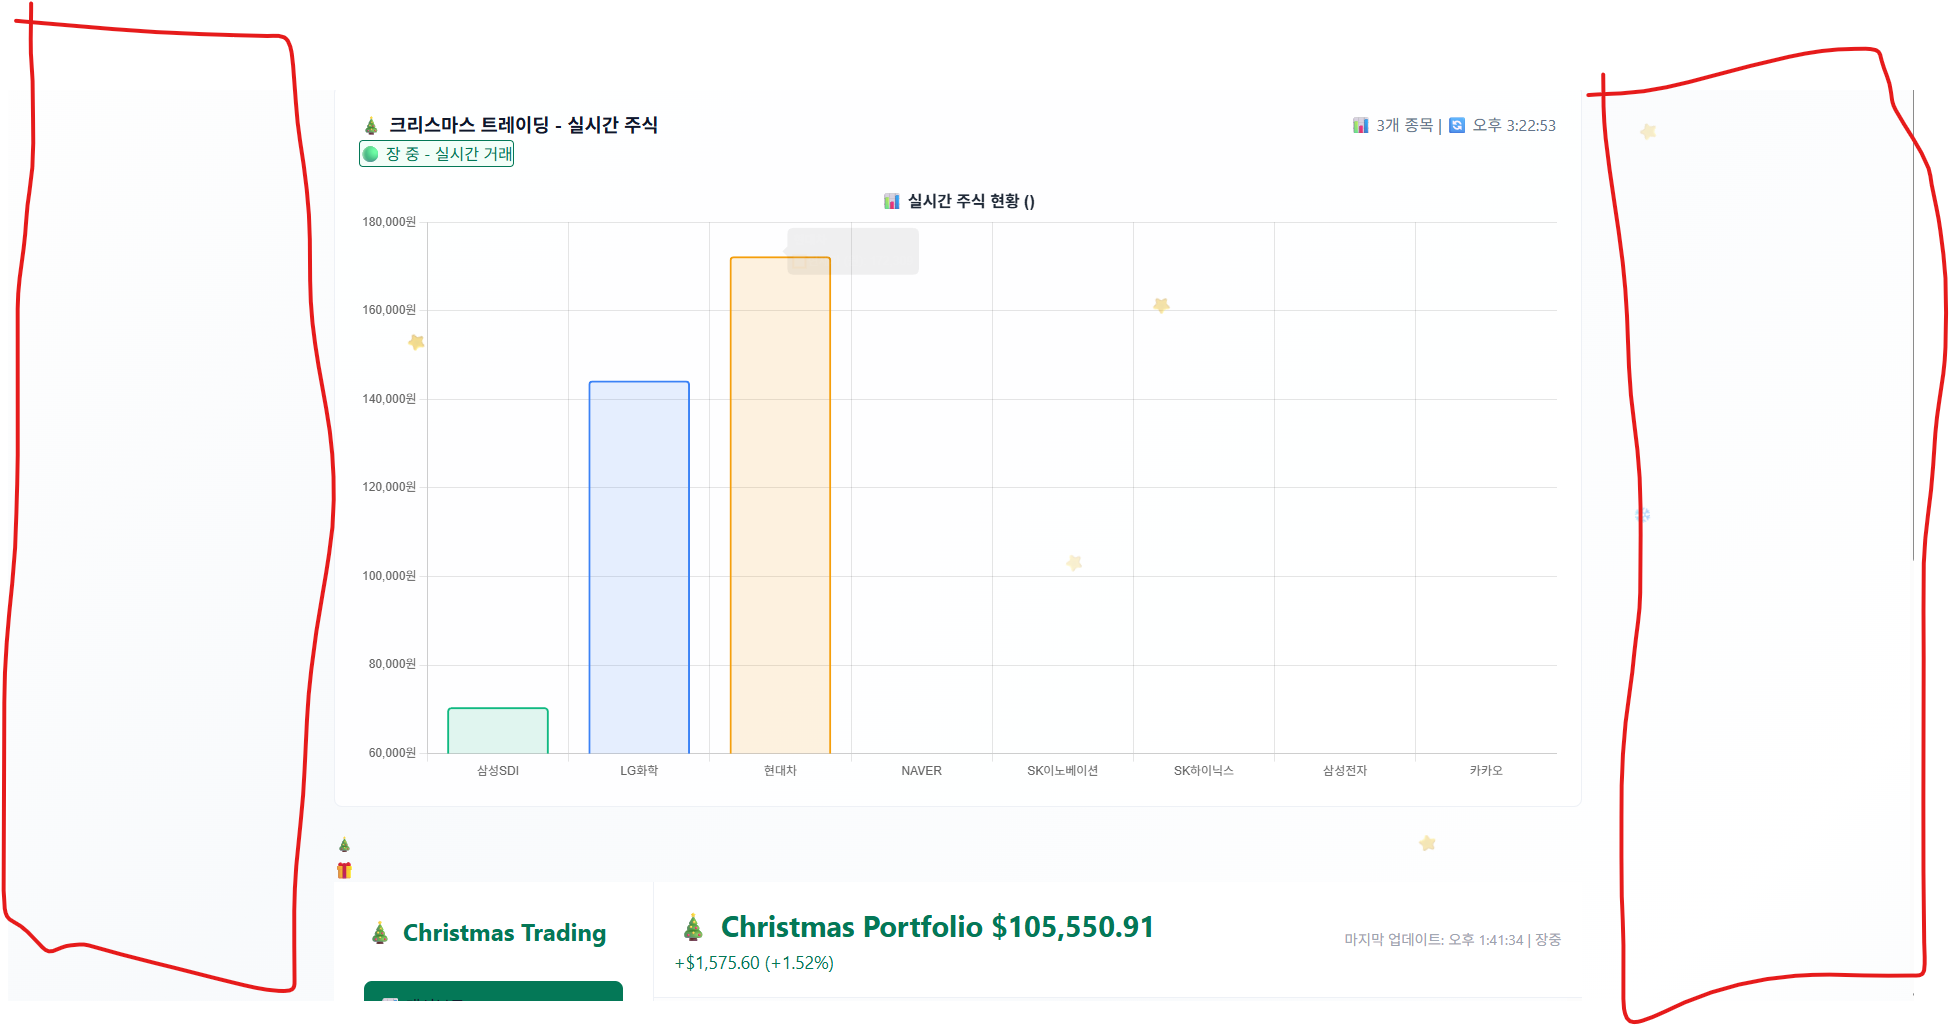 크리스마스 트레이딩 - 실시간 주식
3개 종목 | 오후 3:22:53
장 중 - 실시간 거래
실시간 주식 현황 ()
180,000원
160,000원
140,000원
120,000원
100,000원
80,000원
60,000원
삼성SDI LG화학 현대차 NAVER SK이노베이션 SK하이닉스 삼성전자 카카오
Christmas Trading
Christmas Portfolio $105,550.91
+$1,575.60 (+1.52%)
마지막 업데이트: 오후 1:41:34 | 장중